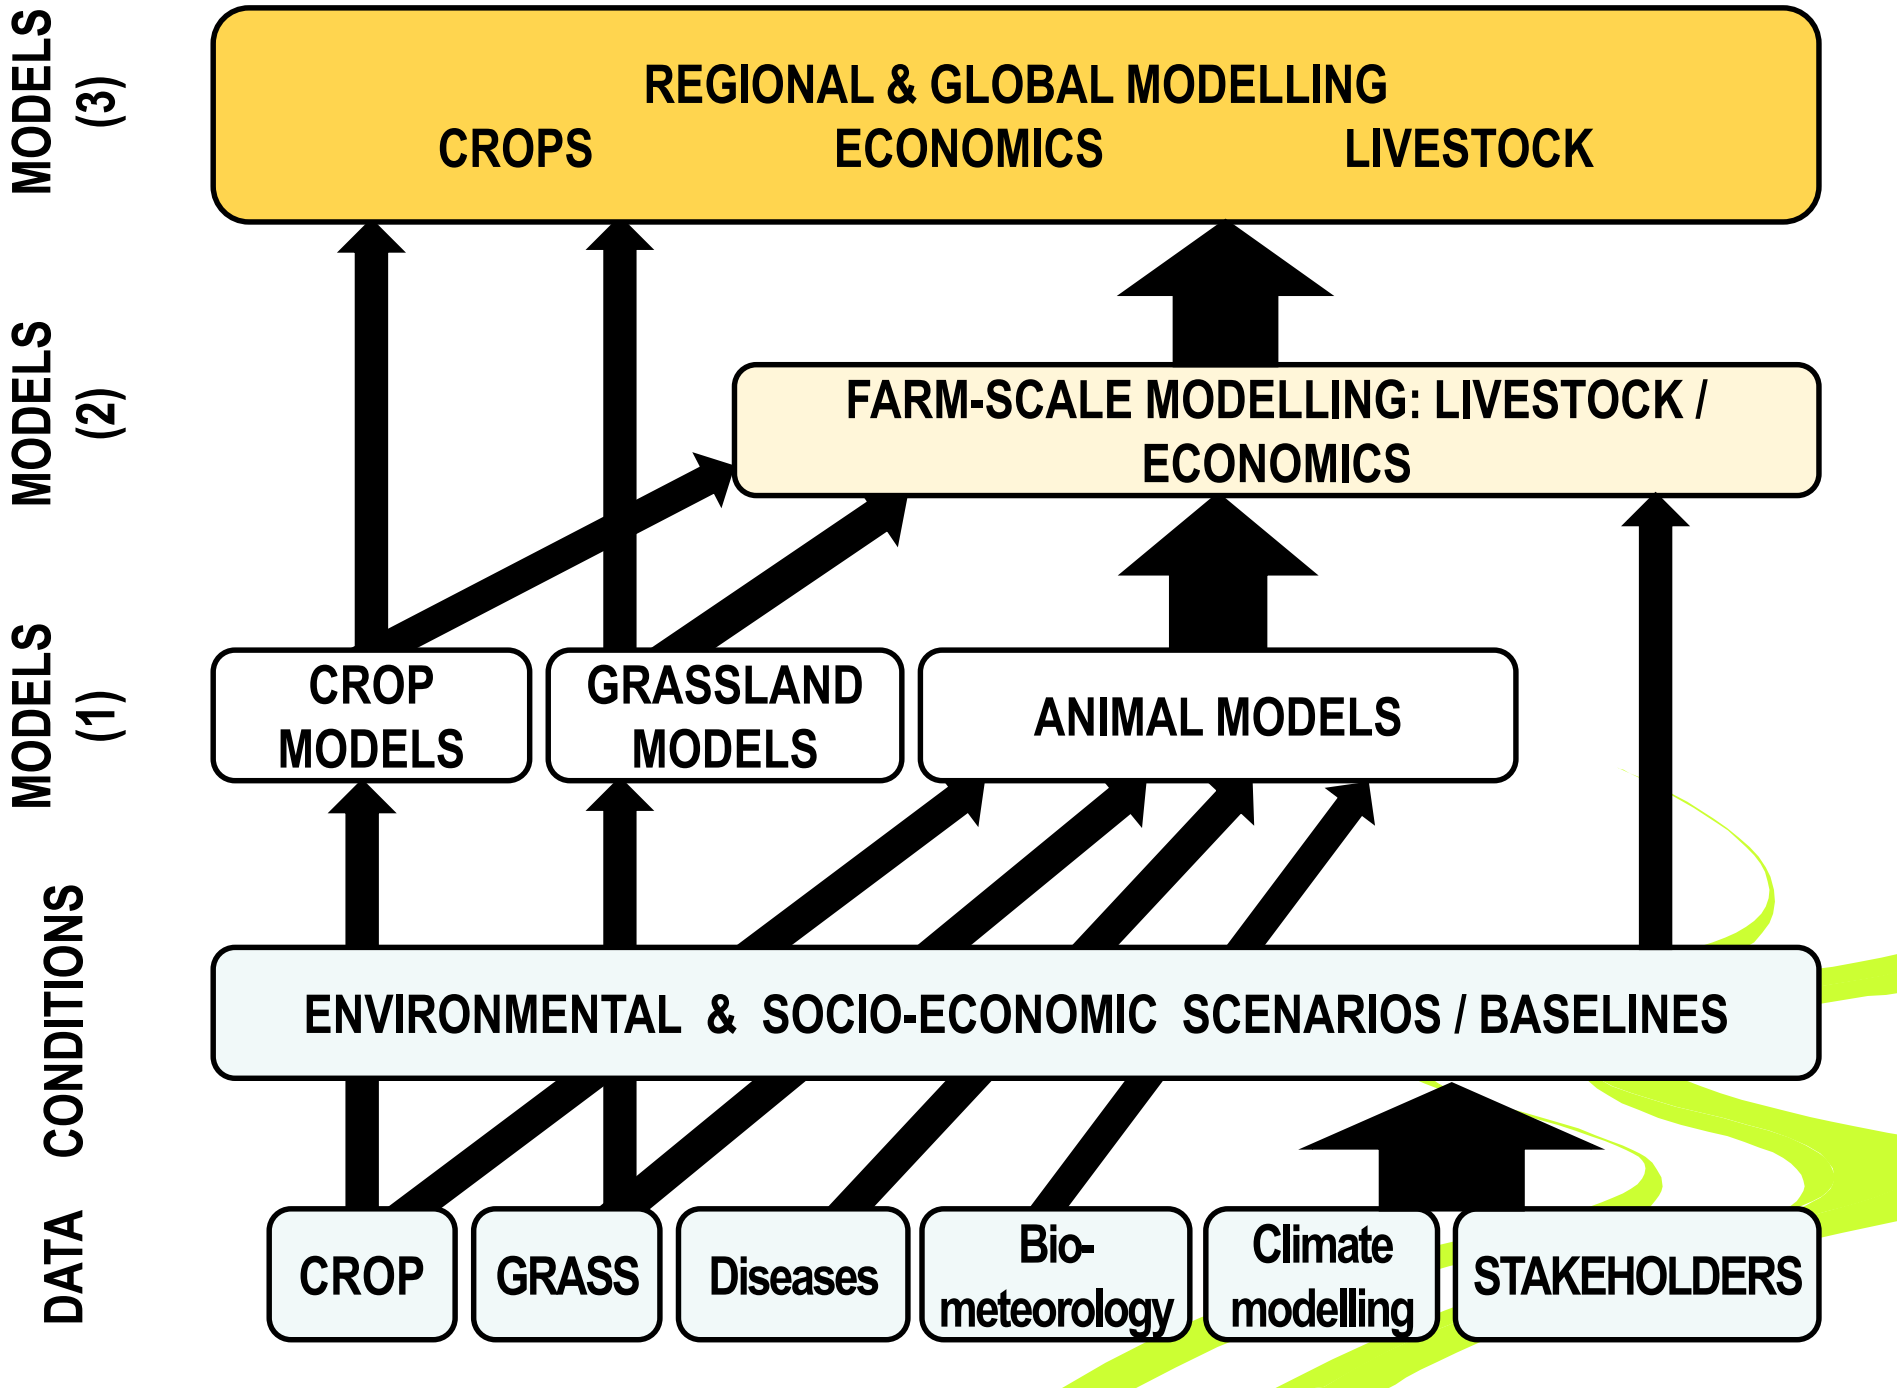 MODELS
(3)
REGIONAL & GLOBAL MODELLING
CROPS ECONOMICS LIVESTOCK
MODELS
(2)
FARM-SCALE MODELLING: LIVESTOCK /
ECONOMICS
MODELS
(1)
CROP
MODELS
GRASSLAND
MODELS
ANIMAL MODELS
CONDITIONS
ENVIRONMENTAL & SOCIO-ECONOMIC SCENARIOS / BASELINES
DATA
CROP
GRASS
Diseases
Bio-
meteorology
Climate
modelling
STAKEHOLDERS